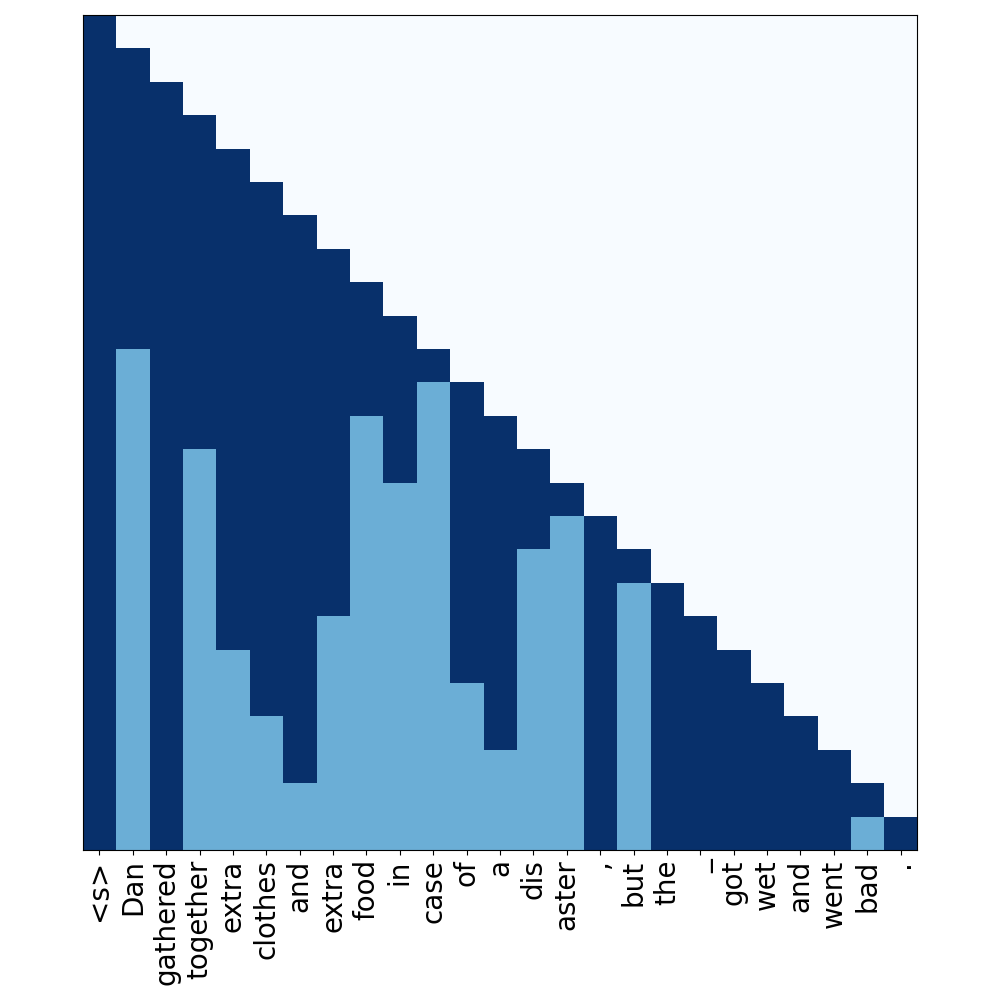 <s> Dan gathered together extra clothes and extra food in case of a dis aster , but the _ got wet and went bad .